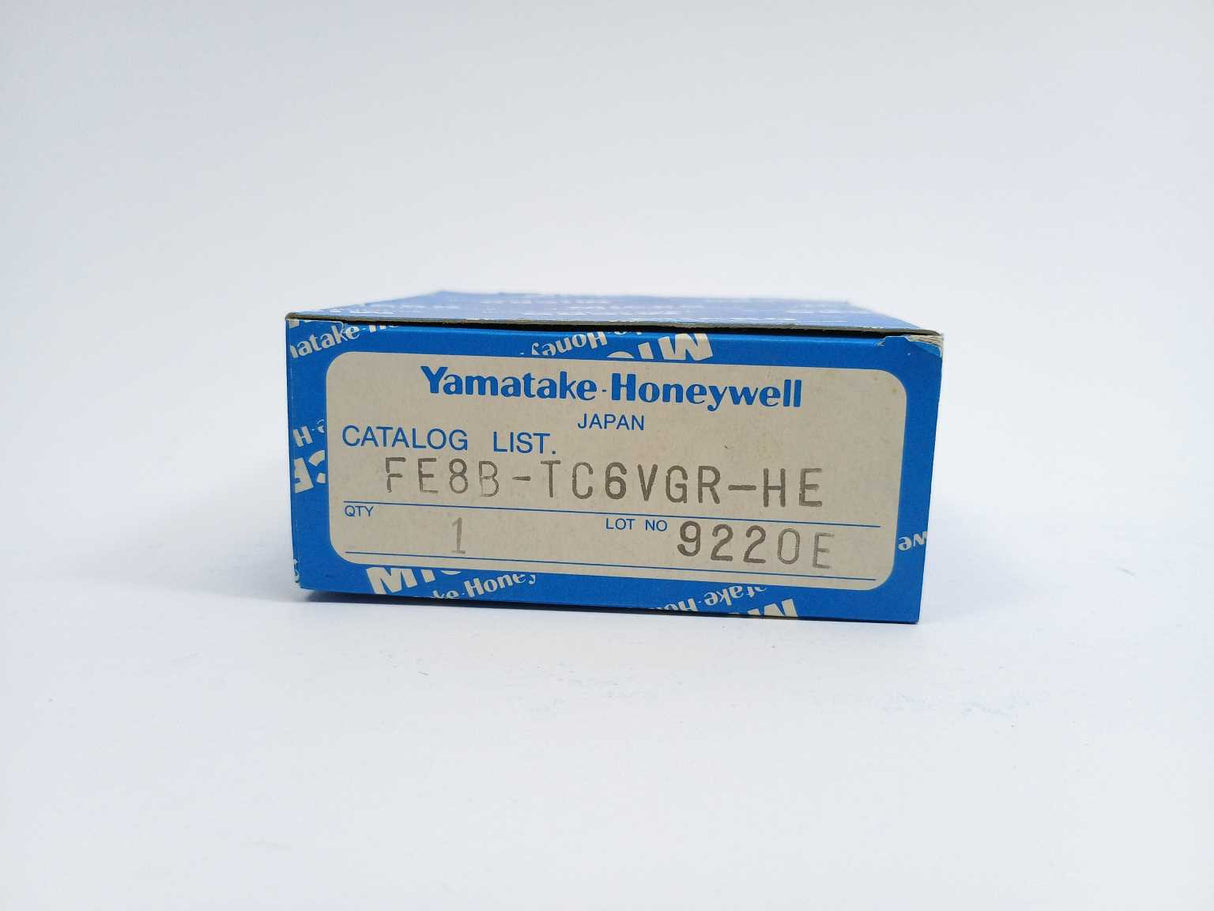 Yamatake-Honeywell
JAPAN
CATALOG LIST.
FE8B-TC6VGR-HE
QTY 1 LOT NO 9220E